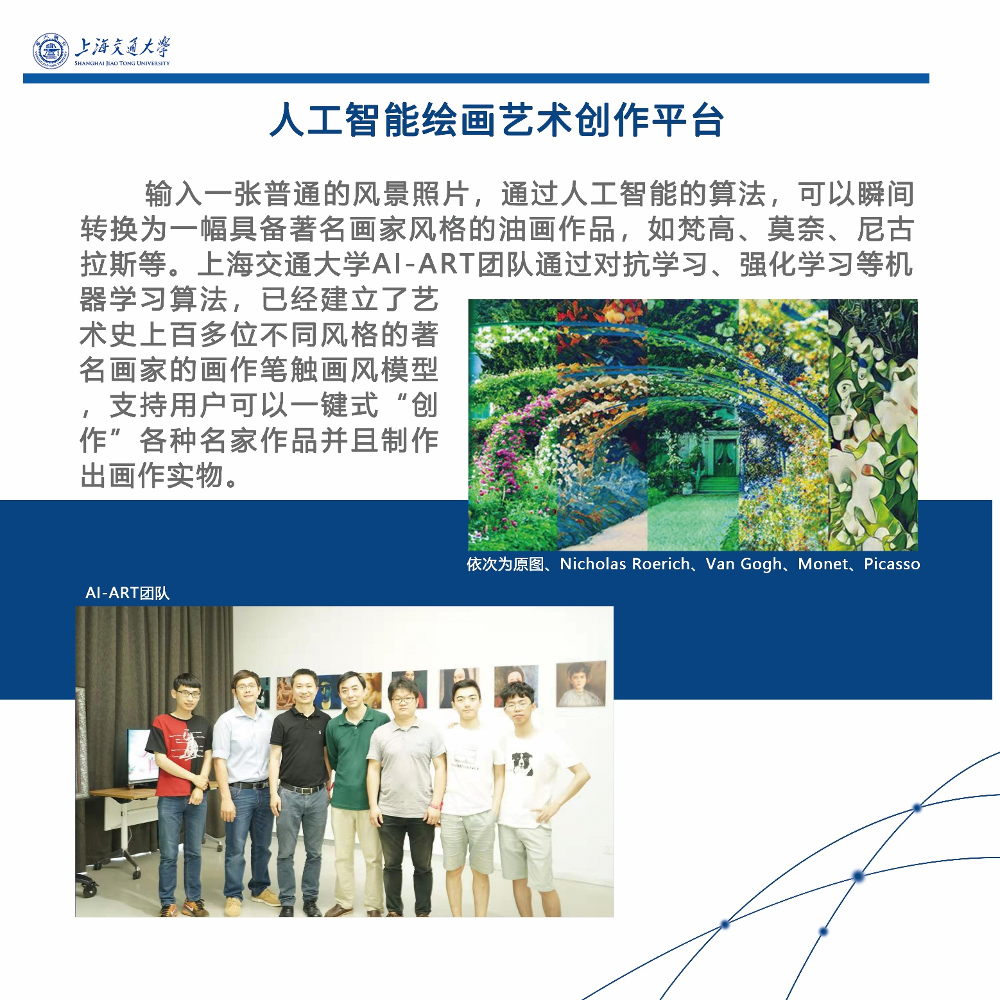 上海交通大学
SHANGHAI JIAO TONG UNIVERSITY
人工智能绘画艺术创作平台
输入一张普通的风景照片，通过人工智能的算法，可以瞬间
转换为一幅具备著名画家风格的油画作品，如梵高、莫奈、尼古
拉斯等。上海交通大学AI-ART团队通过对抗学习、强化学习等机
器学习算法，已经建立了艺
术史上百多位不同风格的著
名画家的画作笔触画风模型
，支持用户可以一键式“创
作”各种名家作品并且制作
出画作实物。
依次为原图、Nicholas Roerich、Van Gogh、Monet、Picasso
AI-ART团队